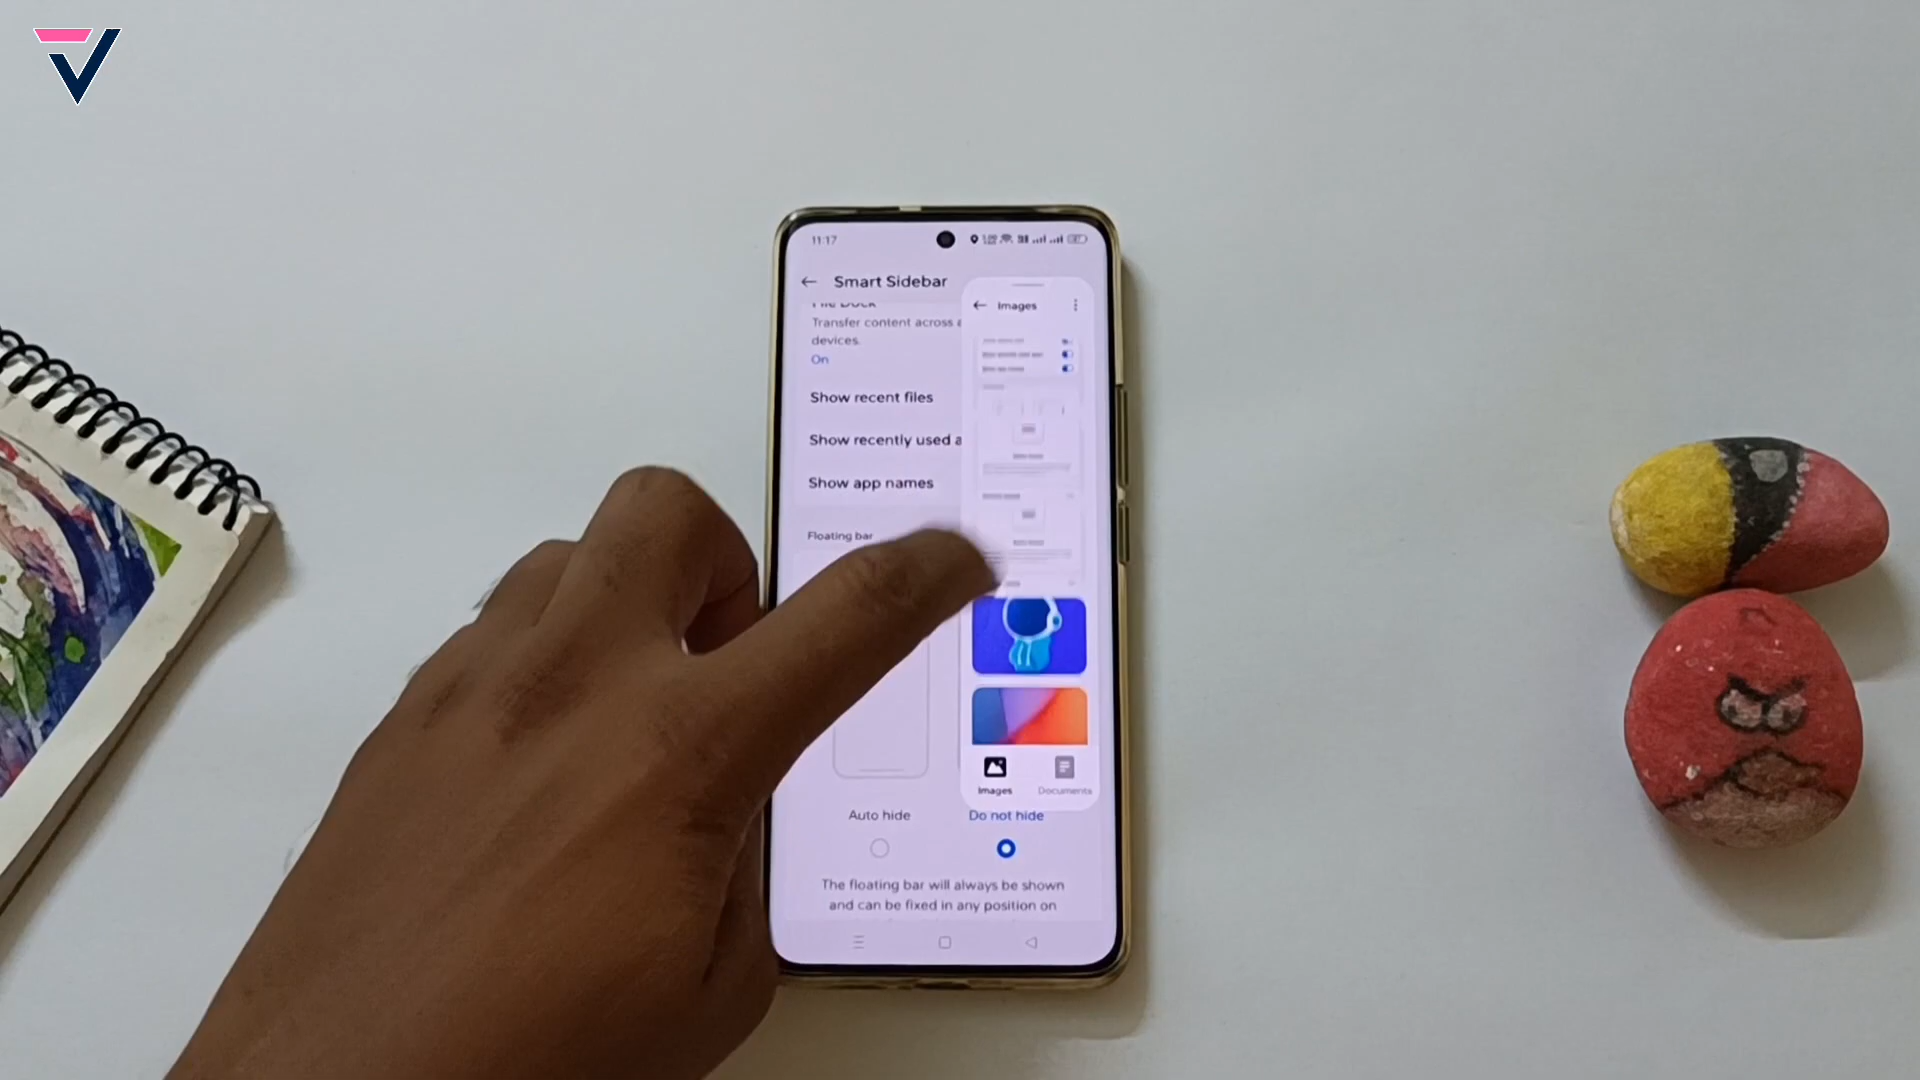 11:17
Smart Sidebar
File Dock
Transfer content across
devices.
On
Show recent files
Show recently used a
Show app names
Floating bar
Images
Images
Documents
Auto hide
Do not hide
The floating bar will always be shown
and can be fixed in any position on